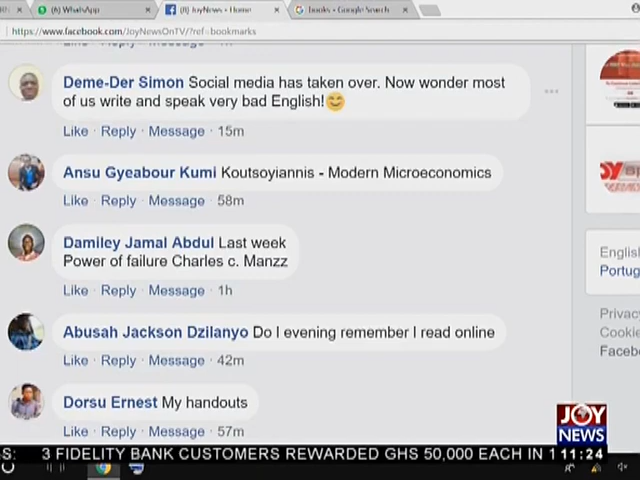 WhatsApp
(8) JoyNews - Home
books - Google Search
https://www.facebook.com/JoyNewsOnTV/?ref=bookmarks
Deme-Der Simon Social media has taken over. Now wonder most
of us write and speak very bad English!😊
Like · Reply · Message · 15m
Ansu Gyeabour Kumi Koutsoyiannis - Modern Microeconomics
Like · Reply · Message · 58m
Damiley Jamal Abdul Last week
Power of failure Charles c. Manzz
Like · Reply · Message · 1h
Abusah Jackson Dzilanyo Do I evening remember I read online
Like · Reply · Message · 42m
Dorsu Ernest My handouts
Like · Reply · Message · 57m
English
Portug
Privac
Cookie
Faceb
JOY
NEWS
S: 3 FIDELITY BANK CUSTOMERS REWARDED GHS 50,000 EACH IN 1
11:24